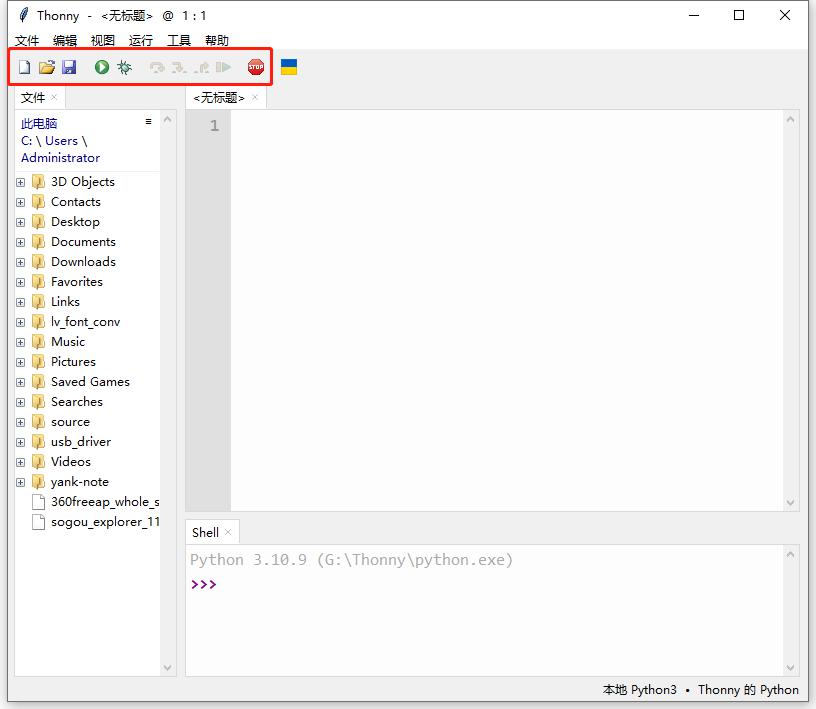 Thonny - <无标题> @ 1 : 1
文件 编辑 视图 运行 工具 帮助
STOP
文件 ×
此电脑
C: \ Users \
Administrator
3D Objects
Contacts
Desktop
Documents
Downloads
Favorites
Links
lv_font_conv
Music
Pictures
Saved Games
Searches
source
usb_driver
Videos
yank-note
360freeap_whole_s
sogou_explorer_11
<无标题> ×
1
Shell ×
Python 3.10.9 (G:\Thonny\python.exe)
>>>
本地 Python3 • Thonny 的 Python